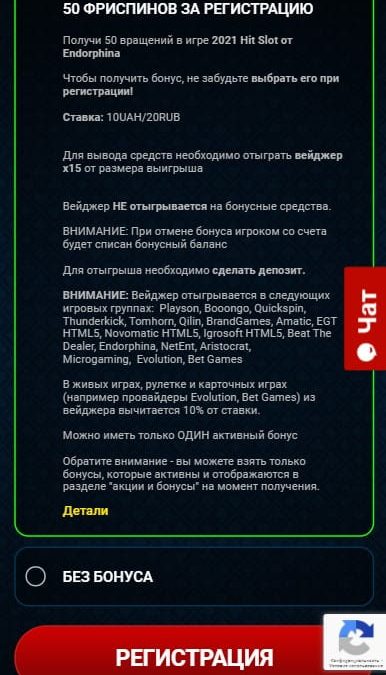 50 ФРИСПИНОВ ЗА РЕГИСТРАЦИЮ
Получи 50 вращений в игре 2021 Hit Slot от
Endorphina
Чтобы получить бонус, не забудьте выбрать его при
регистрации!
Ставка: 10UAH/20RUB
Для вывода средств необходимо отыграть вейджер
x15 от размера выигрыша
Вейджер НЕ отыгрывается на бонусные средства.
ВНИМАНИЕ: При отмене бонуса игроком со счета
будет списан бонусный баланс
Для отыгрыша необходимо сделать депозит.
ВНИМАНИЕ: Вейджер отыгрывается в следующих
игровых группах: Playson, Booongo, Quickspin,
Thunderkick, Tomhorn, Qilin, BrandGames, Amatic, EGT
HTML5, Novomatic HTML5, Igrosoft HTML5, Beat The
Dealer, Endorphina, NetEnt, Aristocrat,
Microgaming, Evolution, Bet Games
В живых играх, рулетке и карточных играх
(например провайдеры Evolution, Bet Games) из
вейджера вычитается 10% от ставки.
Можно иметь только ОДИН активный бонус
Обратите внимание - вы можете взять только
бонусы, которые активны и отображаются в
разделе "акции и бонусы" на момент получения.
Детали
Чат
БЕЗ БОНУСА
РЕГИСТРАЦИЯ
Конфиденциальность -
Условия использования